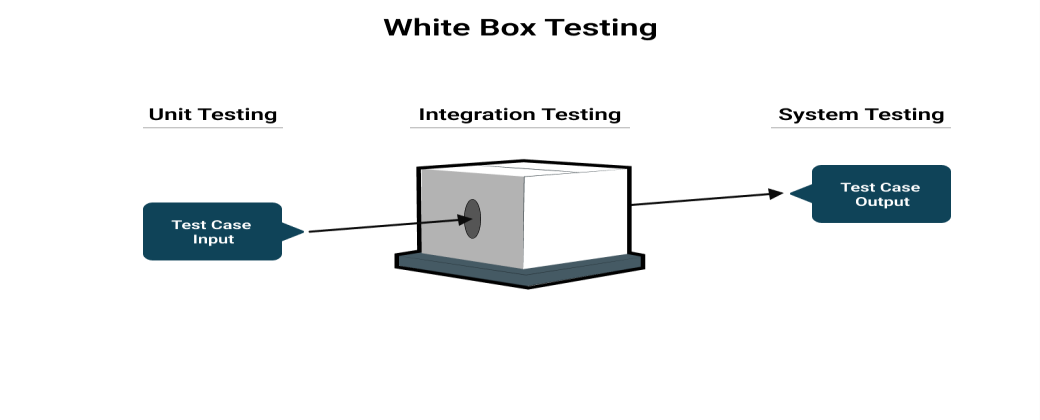 White Box Testing
Unit Testing
Integration Testing
System Testing
Test Case
Input
Test Case
Output